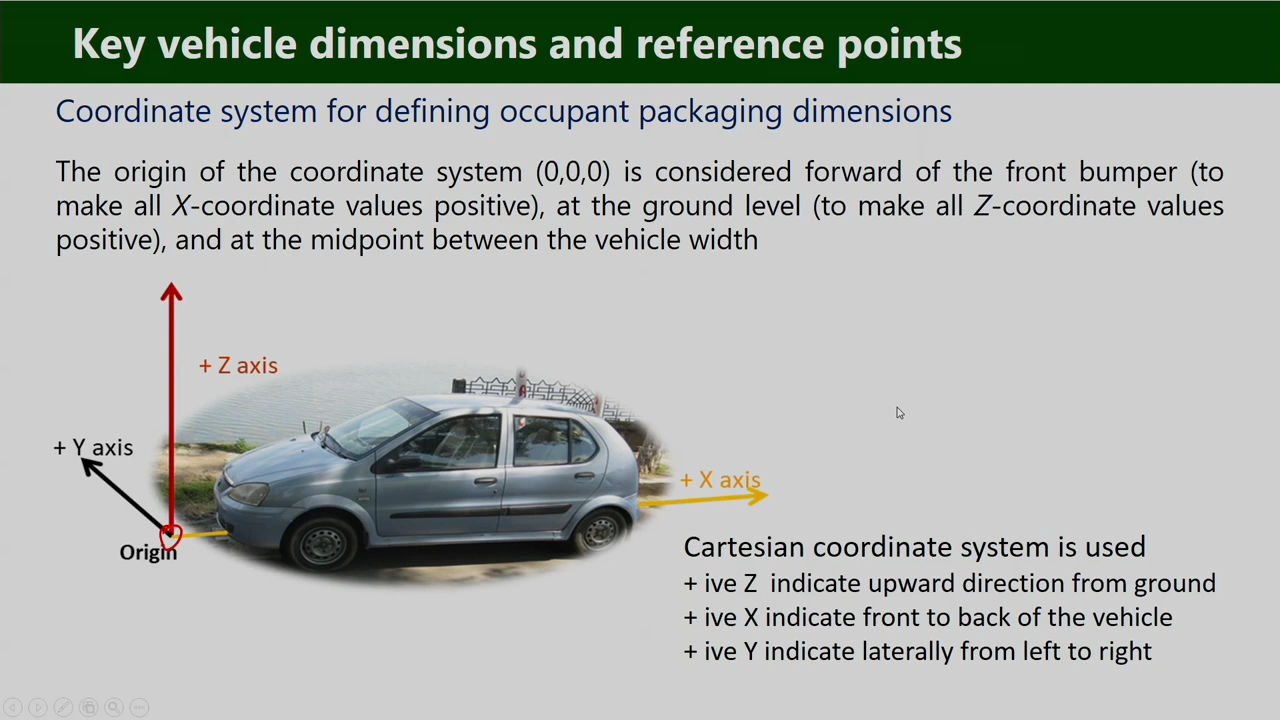 Key vehicle dimensions and reference points
Coordinate system for defining occupant packaging dimensions
The origin of the coordinate system (0,0,0) is considered forward of the front bumper (to
make all X-coordinate values positive), at the ground level (to make all Z-coordinate values
positive), and at the midpoint between the vehicle width
+ Z axis
+ Y axis
+ X axis
Origin
Cartesian coordinate system is used
+ ive Z indicate upward direction from ground
+ ive X indicate front to back of the vehicle
+ ive Y indicate laterally from left to right